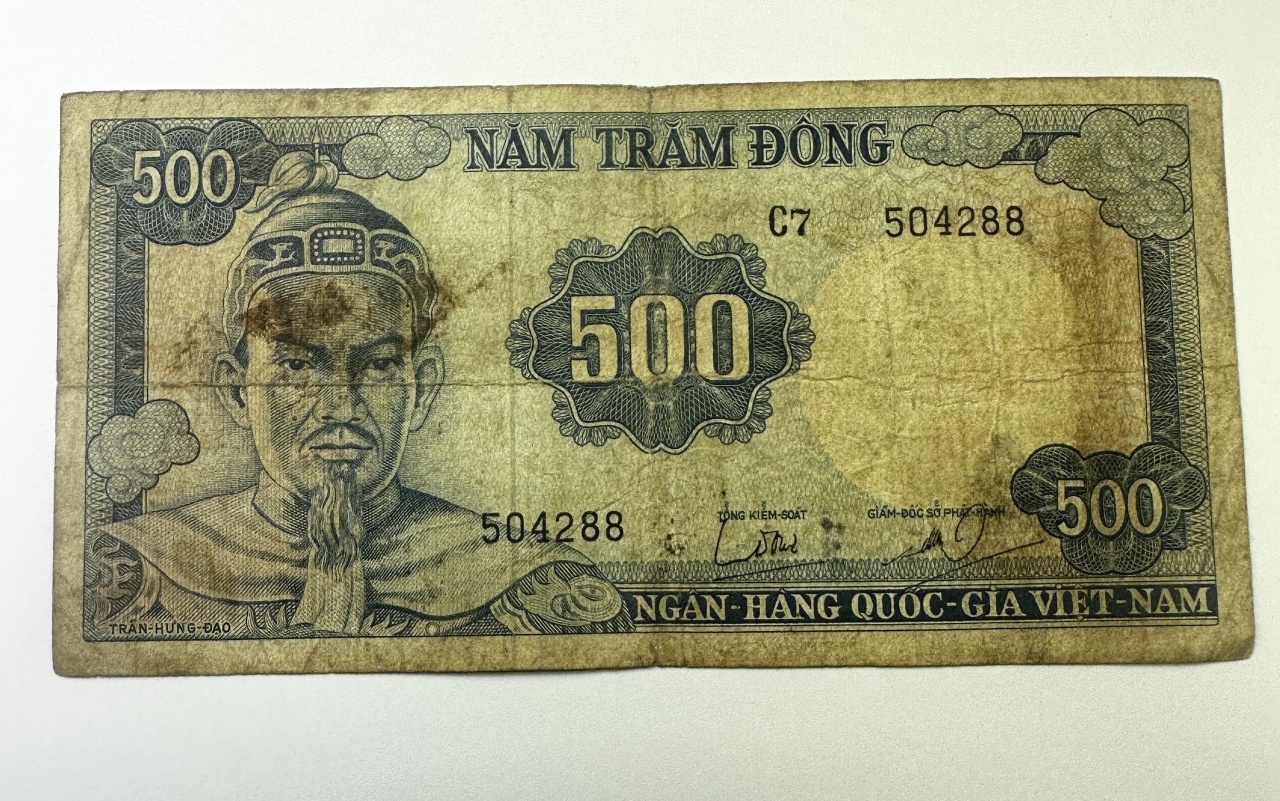 500
NĂM TRĂM ĐÔNG
C7 504288
500
504288
TỔNG KIỂM-SOÁT
GIÁM-ĐỐC SỞ PHÁT-HÀNH
500
NGÂN-HÀNG QUỐC-GIA VIỆT-NAM
TRẦN-HƯNG-ĐẠO